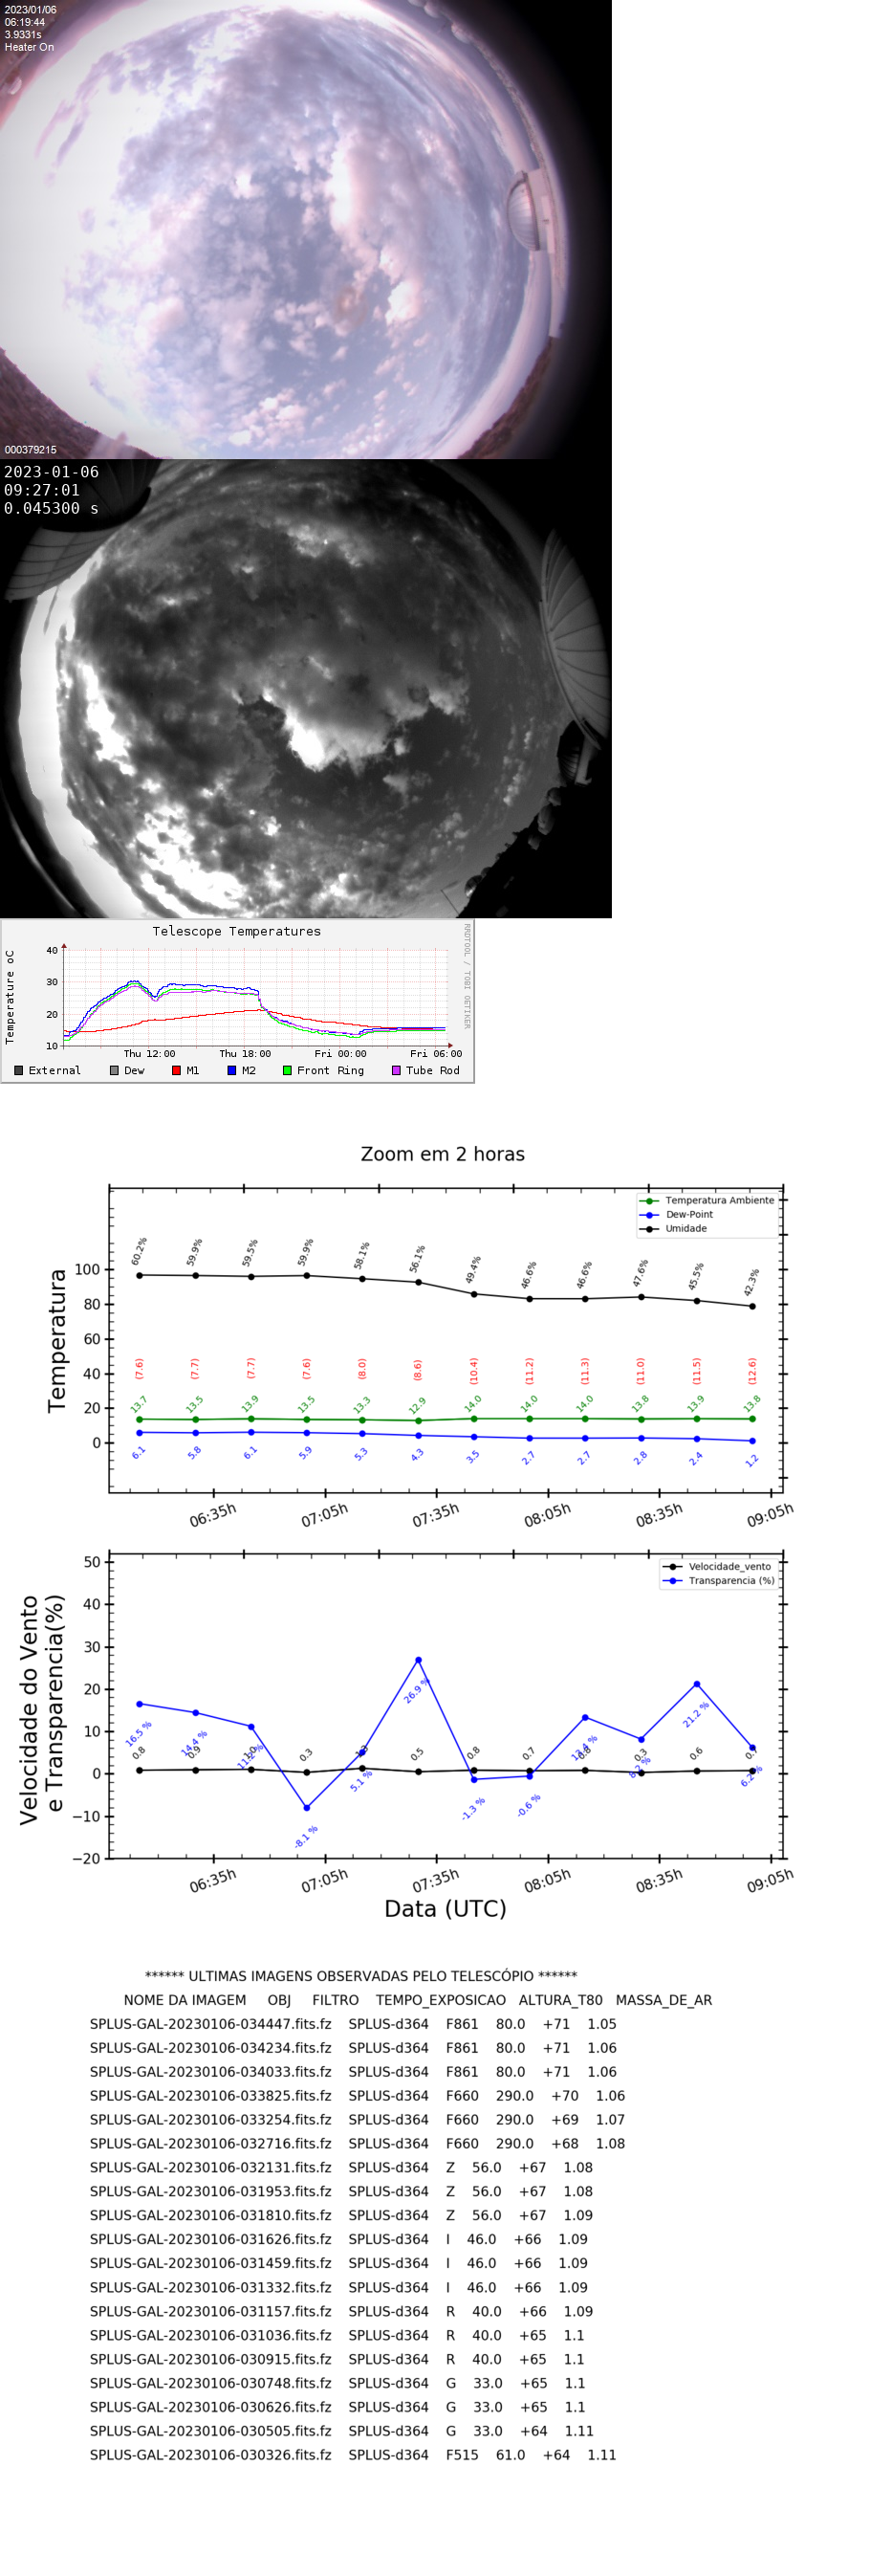 2023/01/06
06:19:44
3.9331s
Heater On
000379215
2023-01-06
09:27:01
0.045300 s
Telescope Temperatures
Temperature oC
RRDTOOL / TOBI OETIKER
40
30
20
10
Thu 12:00 Thu 18:00 Fri 00:00 Fri 06:00
External Dew M1 M2 Front Ring Tube Rod
Zoom em 2 horas
Temperatura Ambiente
Dew-Point
Umidade
Temperatura
100
80
60
40
20
0
60.2% 59.9% 59.5% 59.9% 58.1% 56.1% 49.4% 46.6% 46.6% 47.6% 45.5% 42.3%
(7.6) (7.7) (7.7) (7.6) (8.0) (8.6) (10.4) (11.2) (11.3) (11.0) (11.5) (12.6)
13.7 13.5 13.9 13.5 13.3 12.9 14.0 14.0 14.0 13.8 13.9 13.8
6.1 5.8 6.1 5.9 5.3 4.3 3.5 2.7 2.7 2.8 2.4 1.2
06:35h 07:05h 07:35h 08:05h 08:35h 09:05h
Velocidade_vento
Transparencia (%)
Velocidade do Vento
e Transparencia(%)
50
40
30
20
10
0
−10
−20
16.5 % 14.4 % -8.1 % 5.1 % 26.9 % -1.3 % -0.6 % 8.2 % 21.2 % 6.2 %
0.8 0.9 0.3 0.5 0.8 0.7 0.3 0.6
06:35h 07:05h 07:35h 08:05h 08:35h 09:05h
Data (UTC)
****** ULTIMAS IMAGENS OBSERVADAS PELO TELESCÓPIO ******
NOME DA IMAGEM OBJ FILTRO TEMPO_EXPOSICAO ALTURA_T80 MASSA_DE_AR
SPLUS-GAL-20230106-034447.fits.fz SPLUS-d364 F861 80.0 +71 1.05
SPLUS-GAL-20230106-034234.fits.fz SPLUS-d364 F861 80.0 +71 1.06
SPLUS-GAL-20230106-034033.fits.fz SPLUS-d364 F861 80.0 +71 1.06
SPLUS-GAL-20230106-033825.fits.fz SPLUS-d364 F660 290.0 +70 1.06
SPLUS-GAL-20230106-033254.fits.fz SPLUS-d364 F660 290.0 +69 1.07
SPLUS-GAL-20230106-032716.fits.fz SPLUS-d364 F660 290.0 +68 1.08
SPLUS-GAL-20230106-032131.fits.fz SPLUS-d364 Z 56.0 +67 1.08
SPLUS-GAL-20230106-031953.fits.fz SPLUS-d364 Z 56.0 +67 1.08
SPLUS-GAL-20230106-031810.fits.fz SPLUS-d364 Z 56.0 +67 1.09
SPLUS-GAL-20230106-031626.fits.fz SPLUS-d364 I 46.0 +66 1.09
SPLUS-GAL-20230106-031459.fits.fz SPLUS-d364 I 46.0 +66 1.09
SPLUS-GAL-20230106-031332.fits.fz SPLUS-d364 I 46.0 +66 1.09
SPLUS-GAL-20230106-031157.fits.fz SPLUS-d364 R 40.0 +66 1.09
SPLUS-GAL-20230106-031036.fits.fz SPLUS-d364 R 40.0 +65 1.1
SPLUS-GAL-20230106-030915.fits.fz SPLUS-d364 R 40.0 +65 1.1
SPLUS-GAL-20230106-030748.fits.fz SPLUS-d364 G 33.0 +65 1.1
SPLUS-GAL-20230106-030626.fits.fz SPLUS-d364 G 33.0 +65 1.1
SPLUS-GAL-20230106-030505.fits.fz SPLUS-d364 G 33.0 +64 1.11
SPLUS-GAL-20230106-030326.fits.fz SPLUS-d364 F515 61.0 +64 1.11